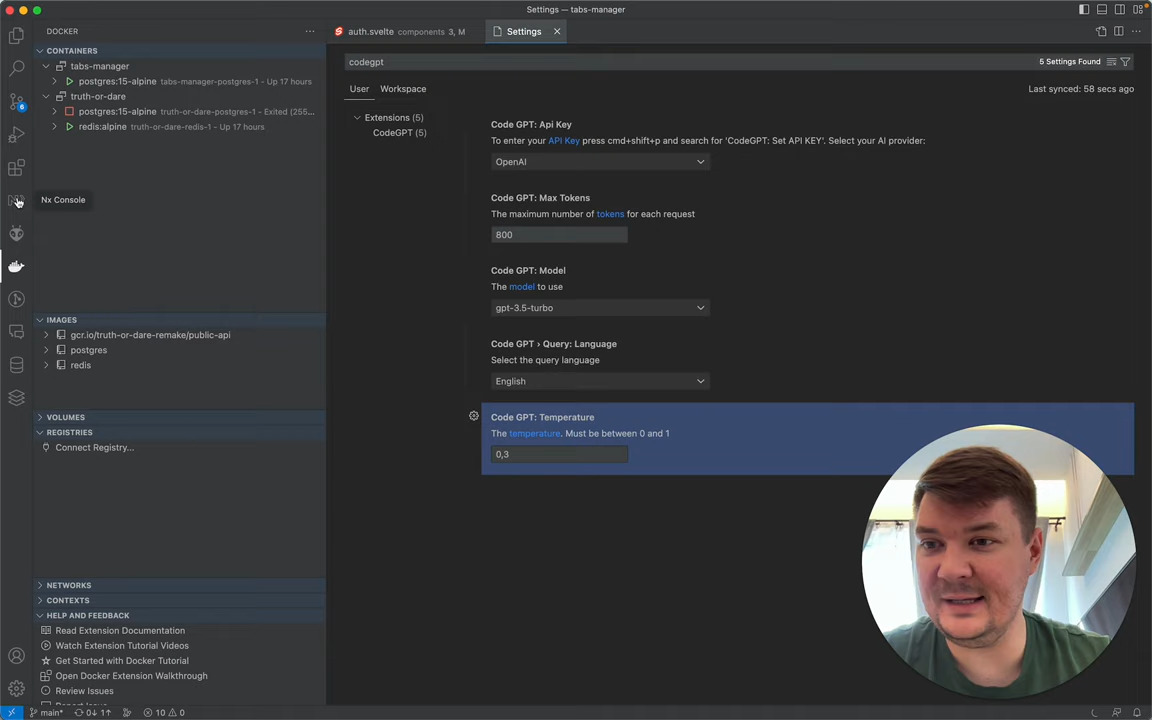 Settings — tabs-manager
DOCKER
CONTAINERS
tabs-manager
postgres:15-alpine tabs-manager-postgres-1 - Up 17 hours
truth-or-dare
postgres:15-alpine truth-or-dare-postgres-1 - Exited (255...
redis:alpine truth-or-dare-redis-1 - Up 17 hours
6
Nx Console
IMAGES
gcr.io/truth-or-dare-remake/public-api
postgres
redis
VOLUMES
REGISTRIES
Connect Registry...
NETWORKS
CONTEXTS
HELP AND FEEDBACK
Read Extension Documentation
Watch Extension Tutorial Videos
Get Started with Docker Tutorial
Open Docker Extension Walkthrough
Review Issues
auth.svelte components 3, M
Settings
codegpt
5 Settings Found
User Workspace
Last synced: 58 secs ago
Extensions (5)
CodeGPT (5)
Code GPT: Api Key
To enter your API Key press cmd+shift+p and search for 'CodeGPT: Set API KEY'. Select your AI provider:
OpenAI
Code GPT: Max Tokens
The maximum number of tokens for each request
800
Code GPT: Model
The model to use
gpt-3.5-turbo
Code GPT › Query: Language
Select the query language
English
Code GPT: Temperature
The temperature. Must be between 0 and 1
0,3
main* 0↓ 1↑ 10 0